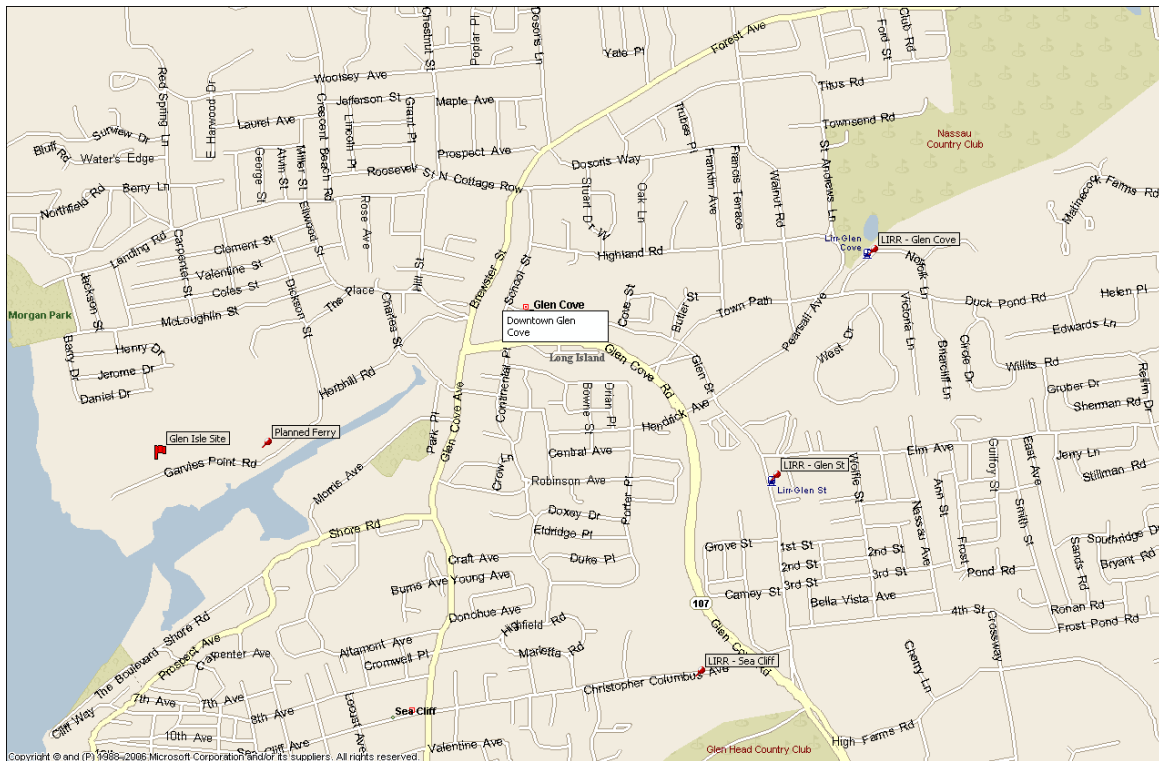 Chestnut St
Poplar Pl
Dosoris Ln
Yale Pl
Forest Ave
Ford St
Club Rd
Red Spring Ln
Woolsey Ave
E Harwood Dr
Jefferson St
Maple Ave
Crescent Beach Rd
Lincoln Pl
Grant Pl
Titus Rd
Trubee Pl
Townsend Rd
Sunview Dr
Laurel Ave
Nassau
Country Club
Bluff Rd
Water's Edge
Prospect Ave
Dosoris Way
George St
Alvin St
Miller St
Roosevelt St
N Cottage Row
Franklin Ave
Francis Terrace
Walnut Rd
St Andrews Ln
Berry Ln
Northfield Rd
Ellwood St
Rose Ave
Stuart Dr W
Oak Ln
Matinecock Farms Rd
Landing Rd
Carpenter St
Clement St
Hill St
Highland Rd
Lirr-Glen
Cove
LIRR - Glen Cove
Norfolk Ln
Valentine St
Coles St
Jackson St
Dickson St
The Place
Charles St
Brewster St
School St
Glen Cove
Cove St
Butler St
Town Path
Pearsall Ave
Duck Pond Rd
Helen Pl
Morgan Park
McLoughlin St
Downtown Glen
Cove
Victoria Ln
Briarcliff Ln
Circle Dr
Edwards Ln
Barry Dr
Henry Dr
Jerome Dr
Daniel Dr
Herbhill Rd
Long Island
Glen Cove Rd
Glen St
West Dr
Willits Rd
Continental Pl
Gruber Dr
Rellim Dr
Sherman Rd
Park Pl
Glen Cove Ave
Bowne St
Orian Pl
Hendrick Ave
Glen Isle Site
Planned Ferry
Garvies Point Rd
Crow Ln
Central Ave
Elm Ave
Guilfoy St
East Ave
Jerry Ln
LIRR - Glen St
Wolfle St
Stillman Rd
Morris Ave
Robinson Ave
Porter Pl
Lirr-Glen St
Ann St
Nassau Ave
Smith St
Doxey Dr
Shore Rd
Eldridge Pl
Grove St
1st St
2nd St
Frost
Sands Rd
Southridge Dr
Craft Ave
Duke Pl
2nd St
3rd St
3rd St
Pond Rd
Bryant Rd
Burns Ave
Young Ave
Carney St
Bella Vista Ave
107
4th St
Crossway
Ronan Rd
Frost Pond Rd
Donohue Ave
Highfield Rd
Shore Rd
The Boulevard
Prospect Ave
Altamont Ave
Marietta Rd
Glen Cove Rd
Carpenter Ave
Cromwell Pl
LIRR - Sea Cliff
Christopher Columbus Ave
Cherry Ln
Cliff Way
7th Ave
7th Ave
8th Ave
Locust Ave
Sea Cliff
10th Ave
Sea Cliff Ave
Valentine Ave
Glen Head Country Club
High Farms Rd
Copyright © and (P) 1988–2006 Microsoft Corporation and/or its suppliers. All rights reserved.